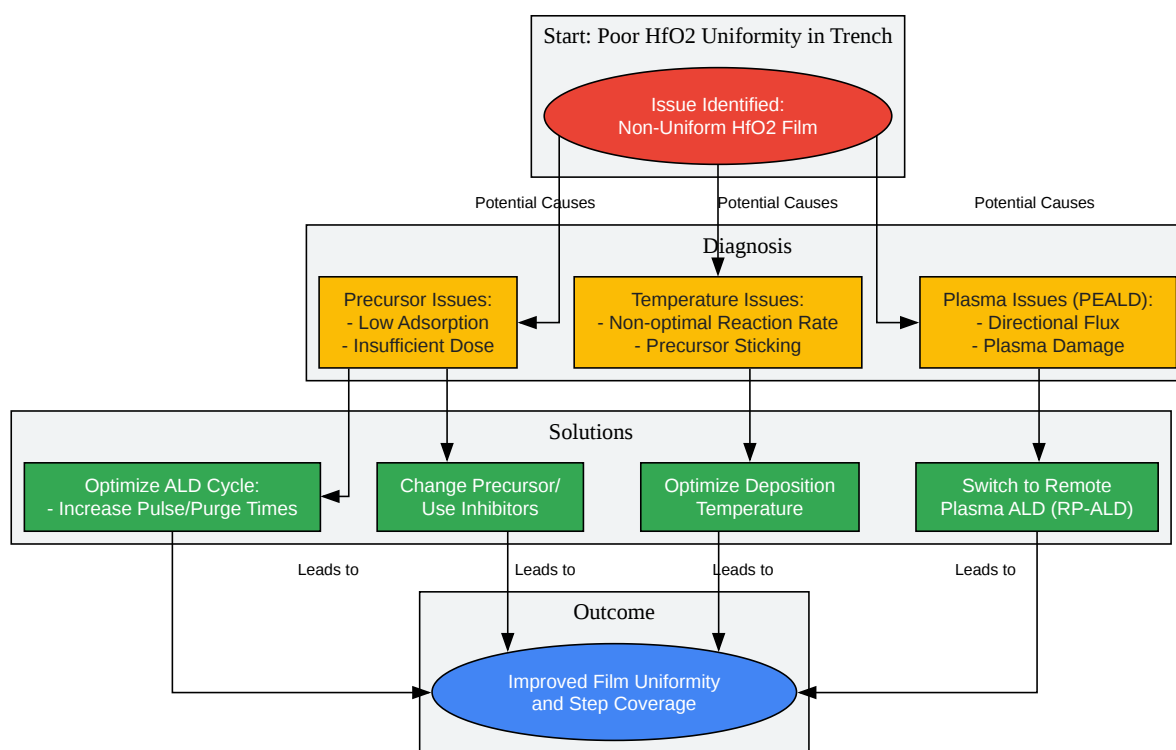 Start: Poor HfO2 Uniformity in Trench
Issue Identified:
Non-Uniform HfO2 Film
Potential Causes
Potential Causes
Potential Causes
Diagnosis
Precursor Issues:
- Low Adsorption
- Insufficient Dose
Temperature Issues:
- Non-optimal Reaction Rate
- Precursor Sticking
Plasma Issues (PEALD):
- Directional Flux
- Plasma Damage
Solutions
Optimize ALD Cycle:
- Increase Pulse/Purge Times
Change Precursor/
Use Inhibitors
Optimize Deposition
Temperature
Switch to Remote
Plasma ALD (RP-ALD)
Leads to
Leads to
Leads to
Leads to
Outcome
Improved Film Uniformity
and Step Coverage